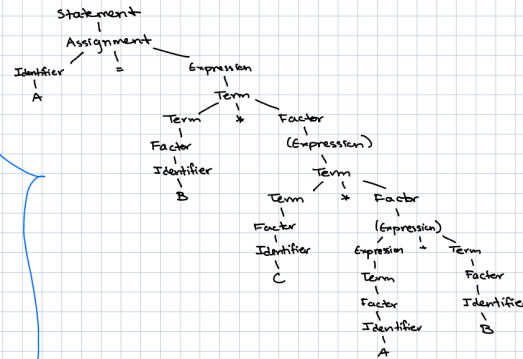 Statement
Assignment
Identifier = Expression
A Term
Term * Factor
Factor (Expression)
Identifier Term
B Term * Factor
Factor (Expression)
Identifier Expression + Term
C Term Factor
Factor Identifier
Identifier B
A